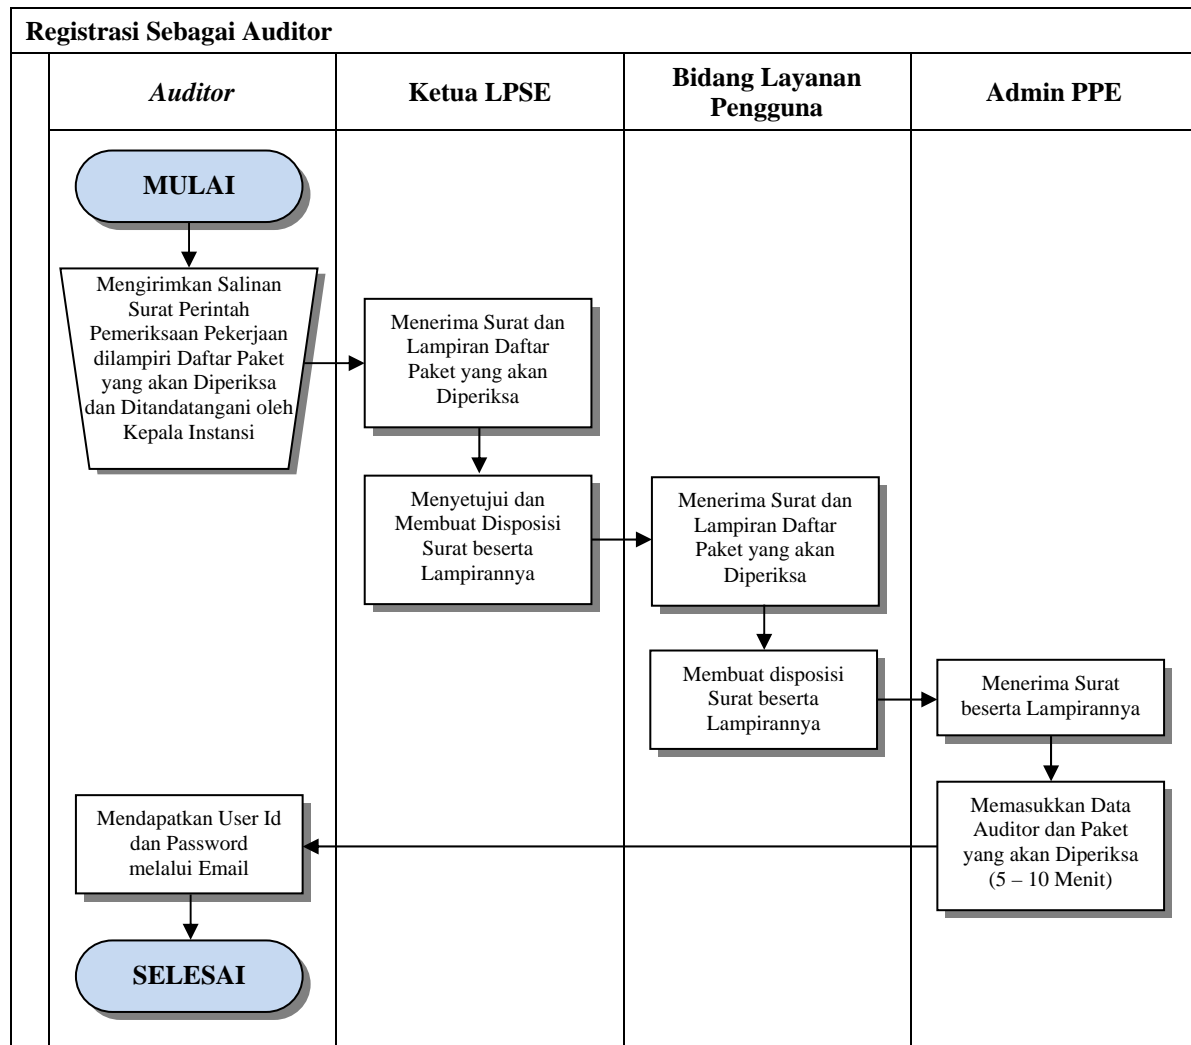 Registrasi Sebagai Auditor
Auditor
Ketua LPSE
Bidang Layanan
Pengguna
Admin PPE
MULAI
Mengirimkan Salinan
Surat Perintah
Pemeriksaan Pekerjaan
dilampiri Daftar Paket
yang akan Diperiksa
dan Ditandatangani oleh
Kepala Instansi
Menerima Surat dan
Lampiran Daftar
Paket yang akan
Diperiksa
Menyetujui dan
Membuat Disposisi
Surat beserta
Lampirannya
Menerima Surat dan
Lampiran Daftar
Paket yang akan
Diperiksa
Membuat disposisi
Surat beserta
Lampirannya
Menerima Surat
beserta Lampirannya
Memasukkan Data
Auditor dan Paket
yang akan Diperiksa
(5 – 10 Menit)
Mendapatkan User Id
dan Password
melalui Email
SELESAI